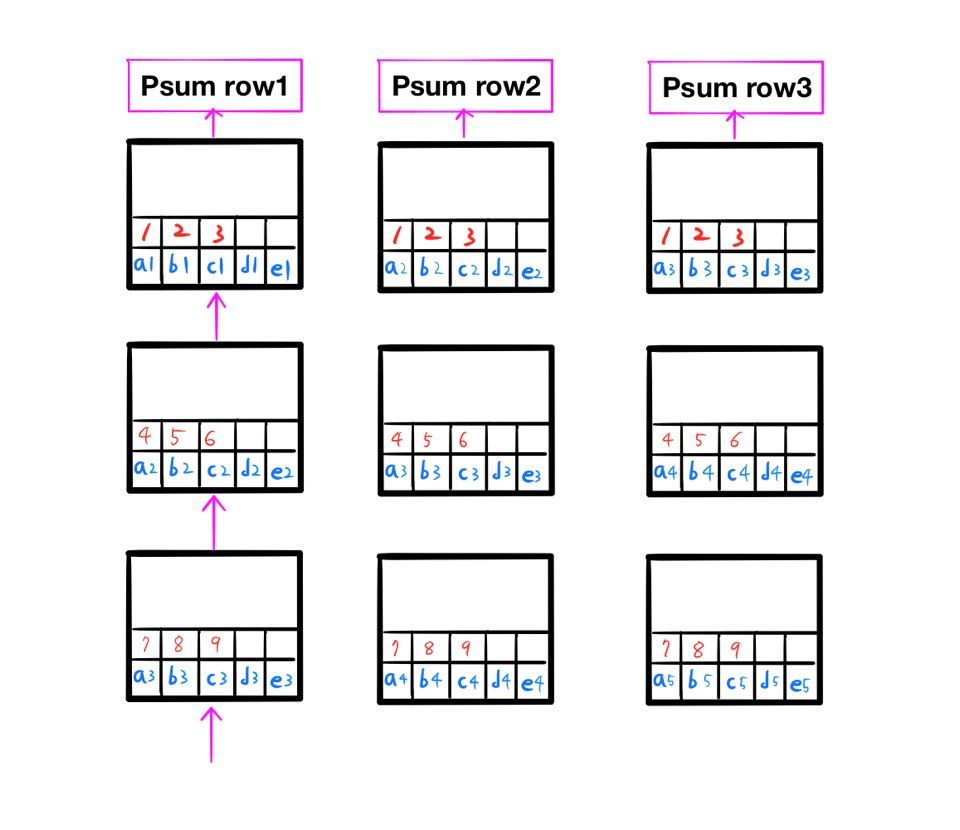 Psum row1 Psum row2 Psum row3
1 2 3 1 2 3 1 2 3
a1 b1 c1 d1 e1 a2 b2 c2 d2 e2 a3 b3 c3 d3 e3
4 5 6 4 5 6 4 5 6
a2 b2 c2 d2 e2 a3 b3 c3 d3 e3 a4 b4 c4 d4 e4
7 8 9 7 8 9 7 8 9
a3 b3 c3 d3 e3 a4 b4 c4 d4 e4 a5 b5 c5 d5 e5